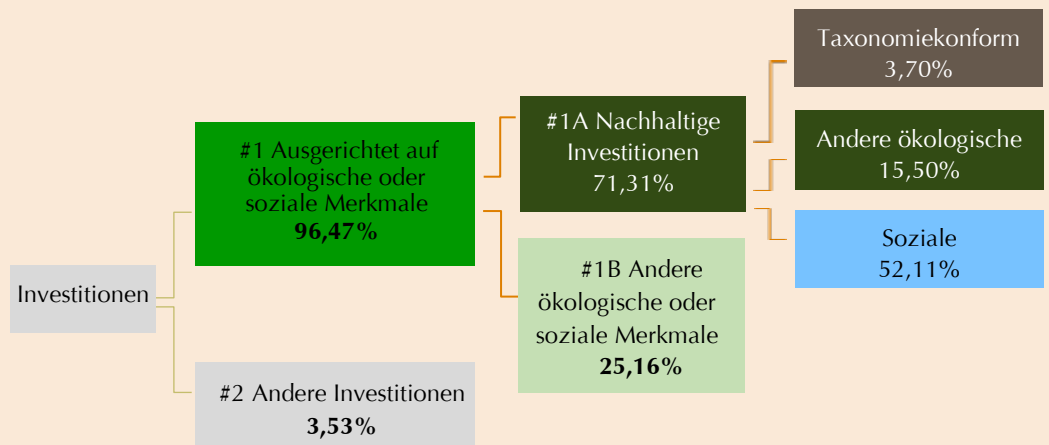 Investitionen
#1 Ausgerichtet auf
ökologische oder
soziale Merkmale
96,47%
#2 Andere Investitionen
3,53%
#1A Nachhaltige
Investitionen
71,31%
#1B Andere
ökologische oder
soziale Merkmale
25,16%
Taxonomiekonform
3,70%
Andere ökologische
15,50%
Soziale
52,11%